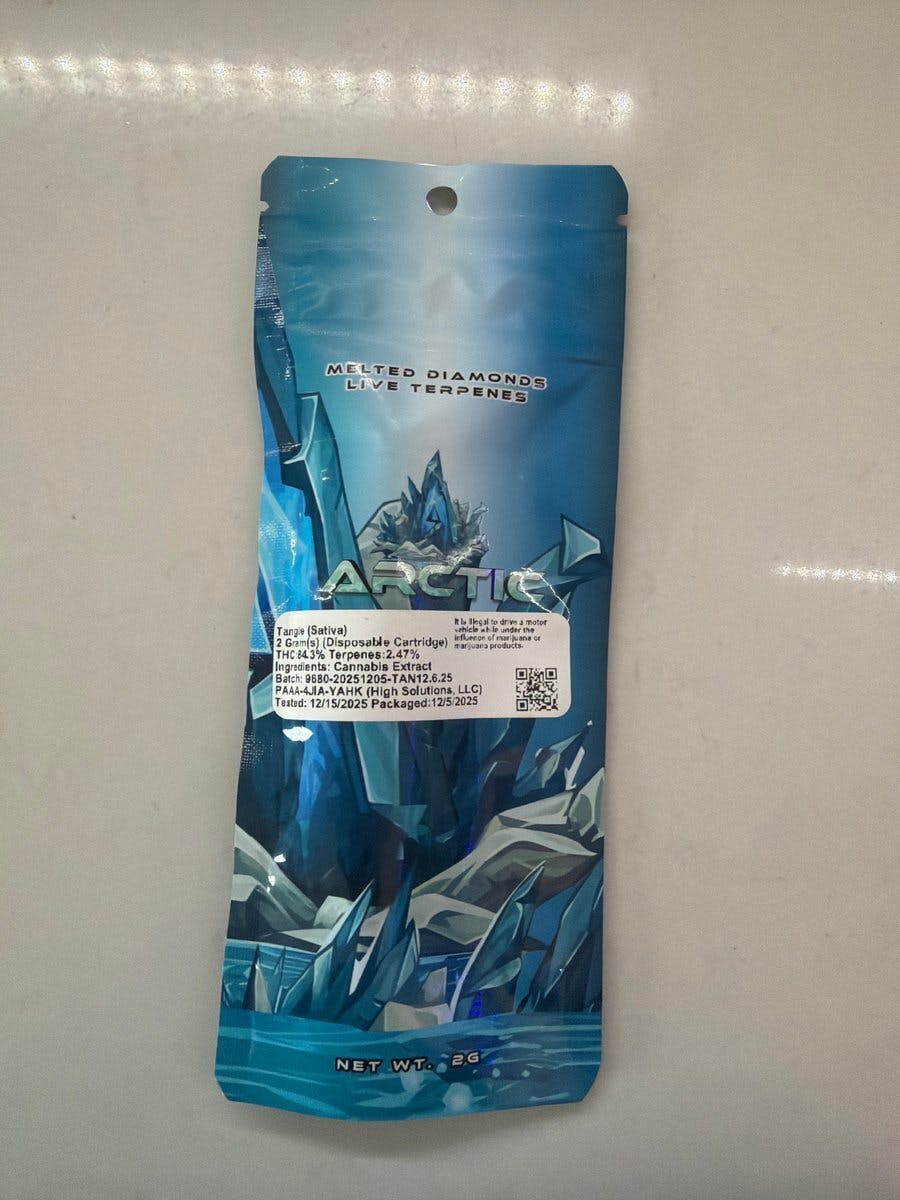 MELTED DIAMONDS
LIVE TERPENES
ARCTIC
Tangie (Sativa)
2 Gram(s) (Disposable Cartridge)
THC:84.3% Terpenes:2.47%
Ingredients: Cannabis Extract
Batch: 9680-20251205-TAN12.6.25
PAAA-4JIA-YAHK (High Solutions, LLC)
Tested: 12/15/2025 Packaged:12/5/2025
It is illegal to drive a motor
vehicle while under the
influence of marijuana or
marijuana products.
NET WT. 2G